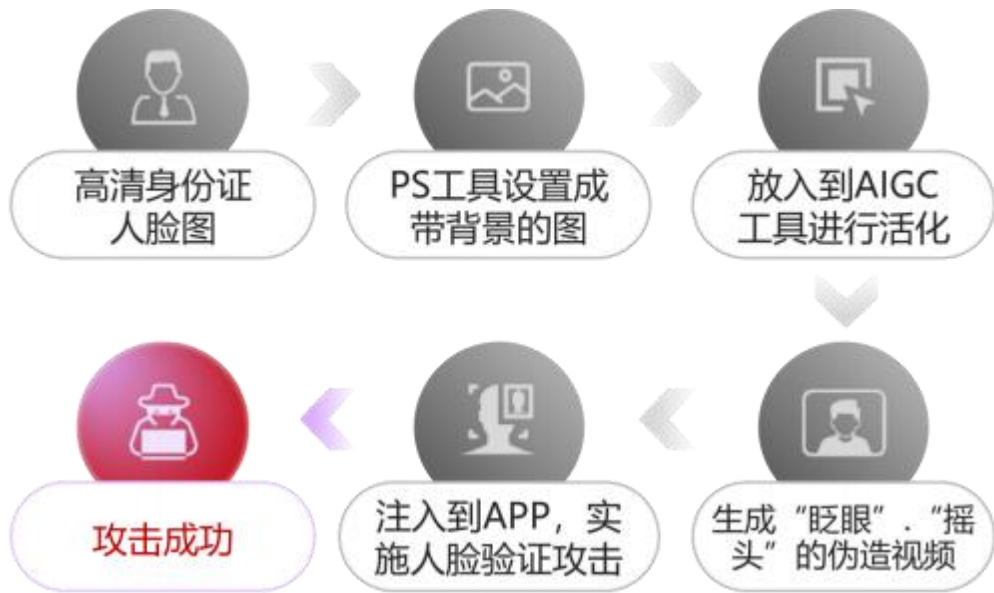 高清身份证
人脸图
PS工具设置成
带背景的图
放入到AIGC
工具进行活化
生成“眨眼”.“摇
头”的伪造视频
注入到APP，实
施人脸验证攻击
攻击成功